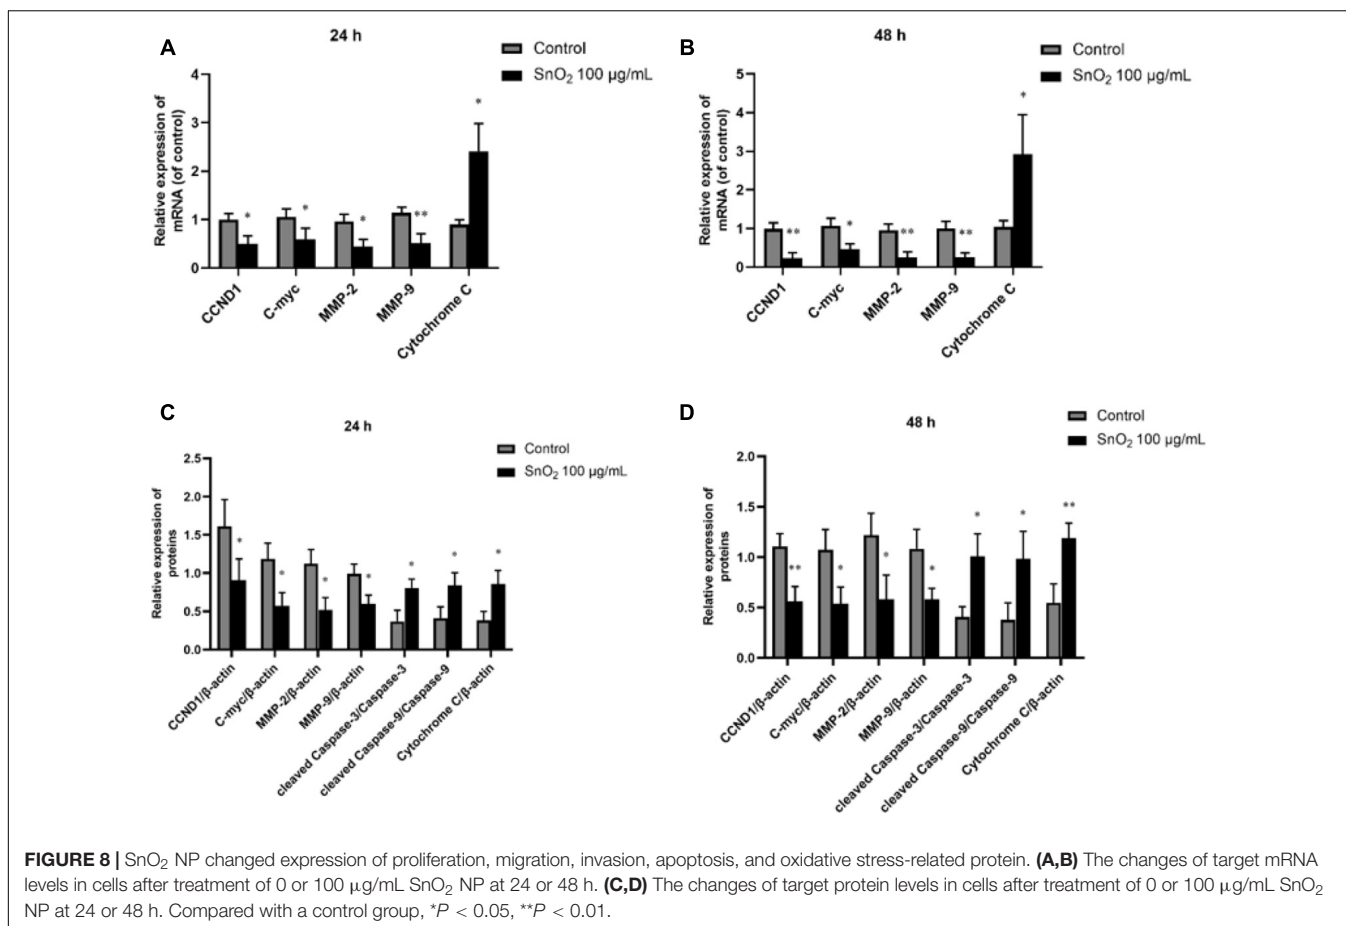 A
24 h
Control
SnO2 100 µg/mL
Relative expression of
mRNA (of control)
4
3
2
1
0
*
*
*
**
*
CCND1
C-myc
MMP-2
MMP-9
Cytochrome C
B
48 h
Control
SnO2 100 µg/mL
Relative expression of
mRNA (of control)
5
4
3
2
1
0
**
*
**
**
*
CCND1
C-myc
MMP-2
MMP-9
Cytochrome C
C
24 h
Control
SnO2 100 µg/mL
Relative expression of
proteins
2.5
2.0
1.5
1.0
0.5
0.0
*
*
*
*
*
*
*
CCND1/β-actin
C-myc/β-actin
MMP-2/β-actin
MMP-9/β-actin
cleaved Caspase-3/Caspase-3
cleaved Caspase-9/Caspase-9
Cytochrome C/β-actin
D
48 h
Control
SnO2 100 µg/mL
Relative expression of
proteins
2.0
1.5
1.0
0.5
0.0
**
*
*
*
*
*
**
CCND1/β-actin
C-myc/β-actin
MMP-2/β-actin
MMP-9/β-actin
cleaved Caspase-3/Caspase-3
cleaved Caspase-9/Caspase-9
Cytochrome C/β-actin
FIGURE 8 | SnO2 NP changed expression of proliferation, migration, invasion, apoptosis, and oxidative stress-related protein. (A,B) The changes of target mRNA
levels in cells after treatment of 0 or 100 µg/mL SnO2 NP at 24 or 48 h. (C,D) The changes of target protein levels in cells after treatment of 0 or 100 µg/mL SnO2
NP at 24 or 48 h. Compared with a control group, *P < 0.05, **P < 0.01.